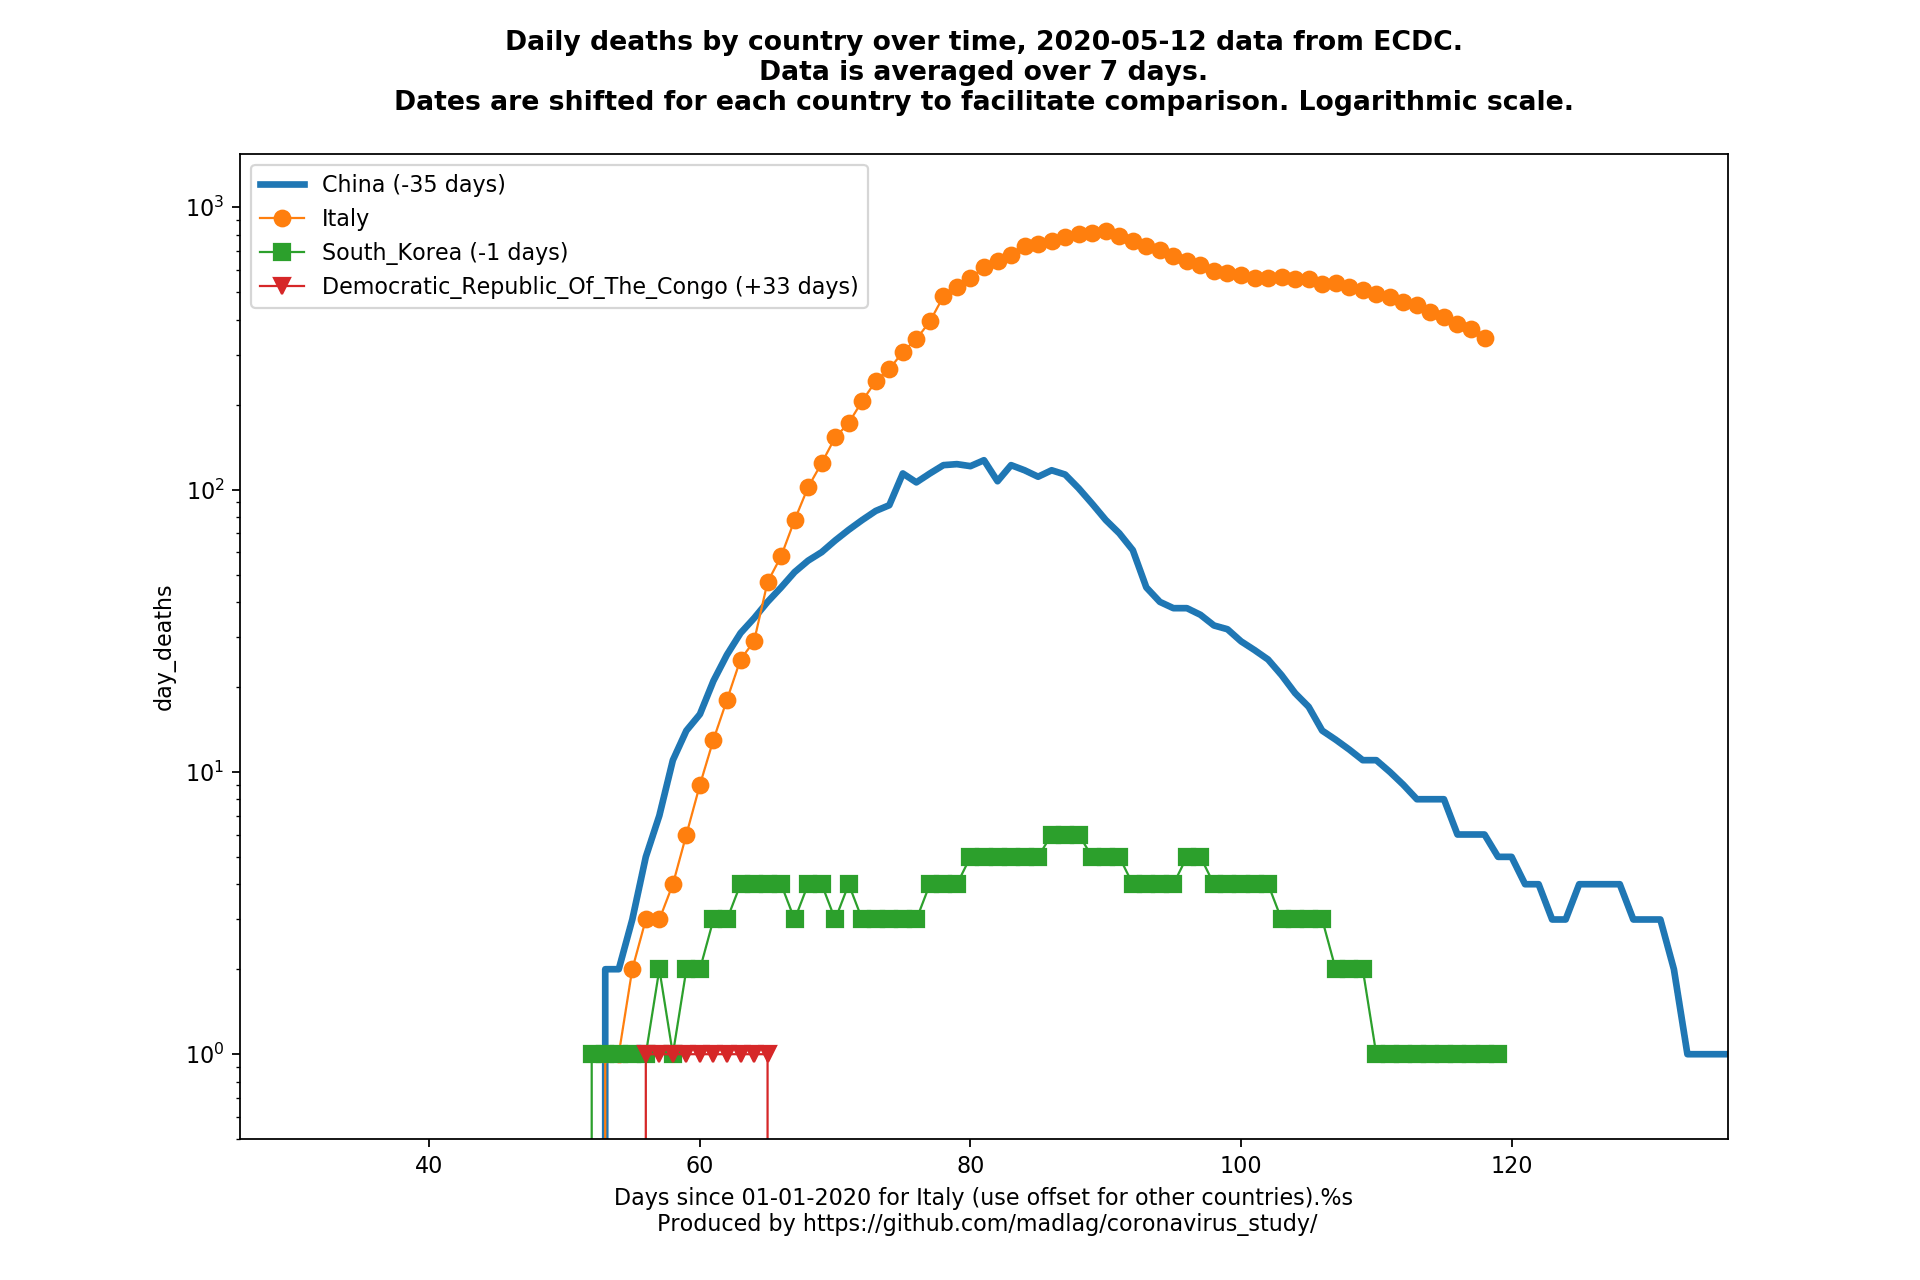 Daily deaths by country over time, 2020-05-12 data from ECDC.
Data is averaged over 7 days.
Dates are shifted for each country to facilitate comparison. Logarithmic scale.
China (-35 days)
Italy
South_Korea (-1 days)
Democratic_Republic_Of_The_Congo (+33 days)
10³
10²
10¹
10⁰
day_deaths
40 60 80 100 120
Days since 01-01-2020 for Italy (use offset for other countries).%s
Produced by https://github.com/madlag/coronavirus_study/